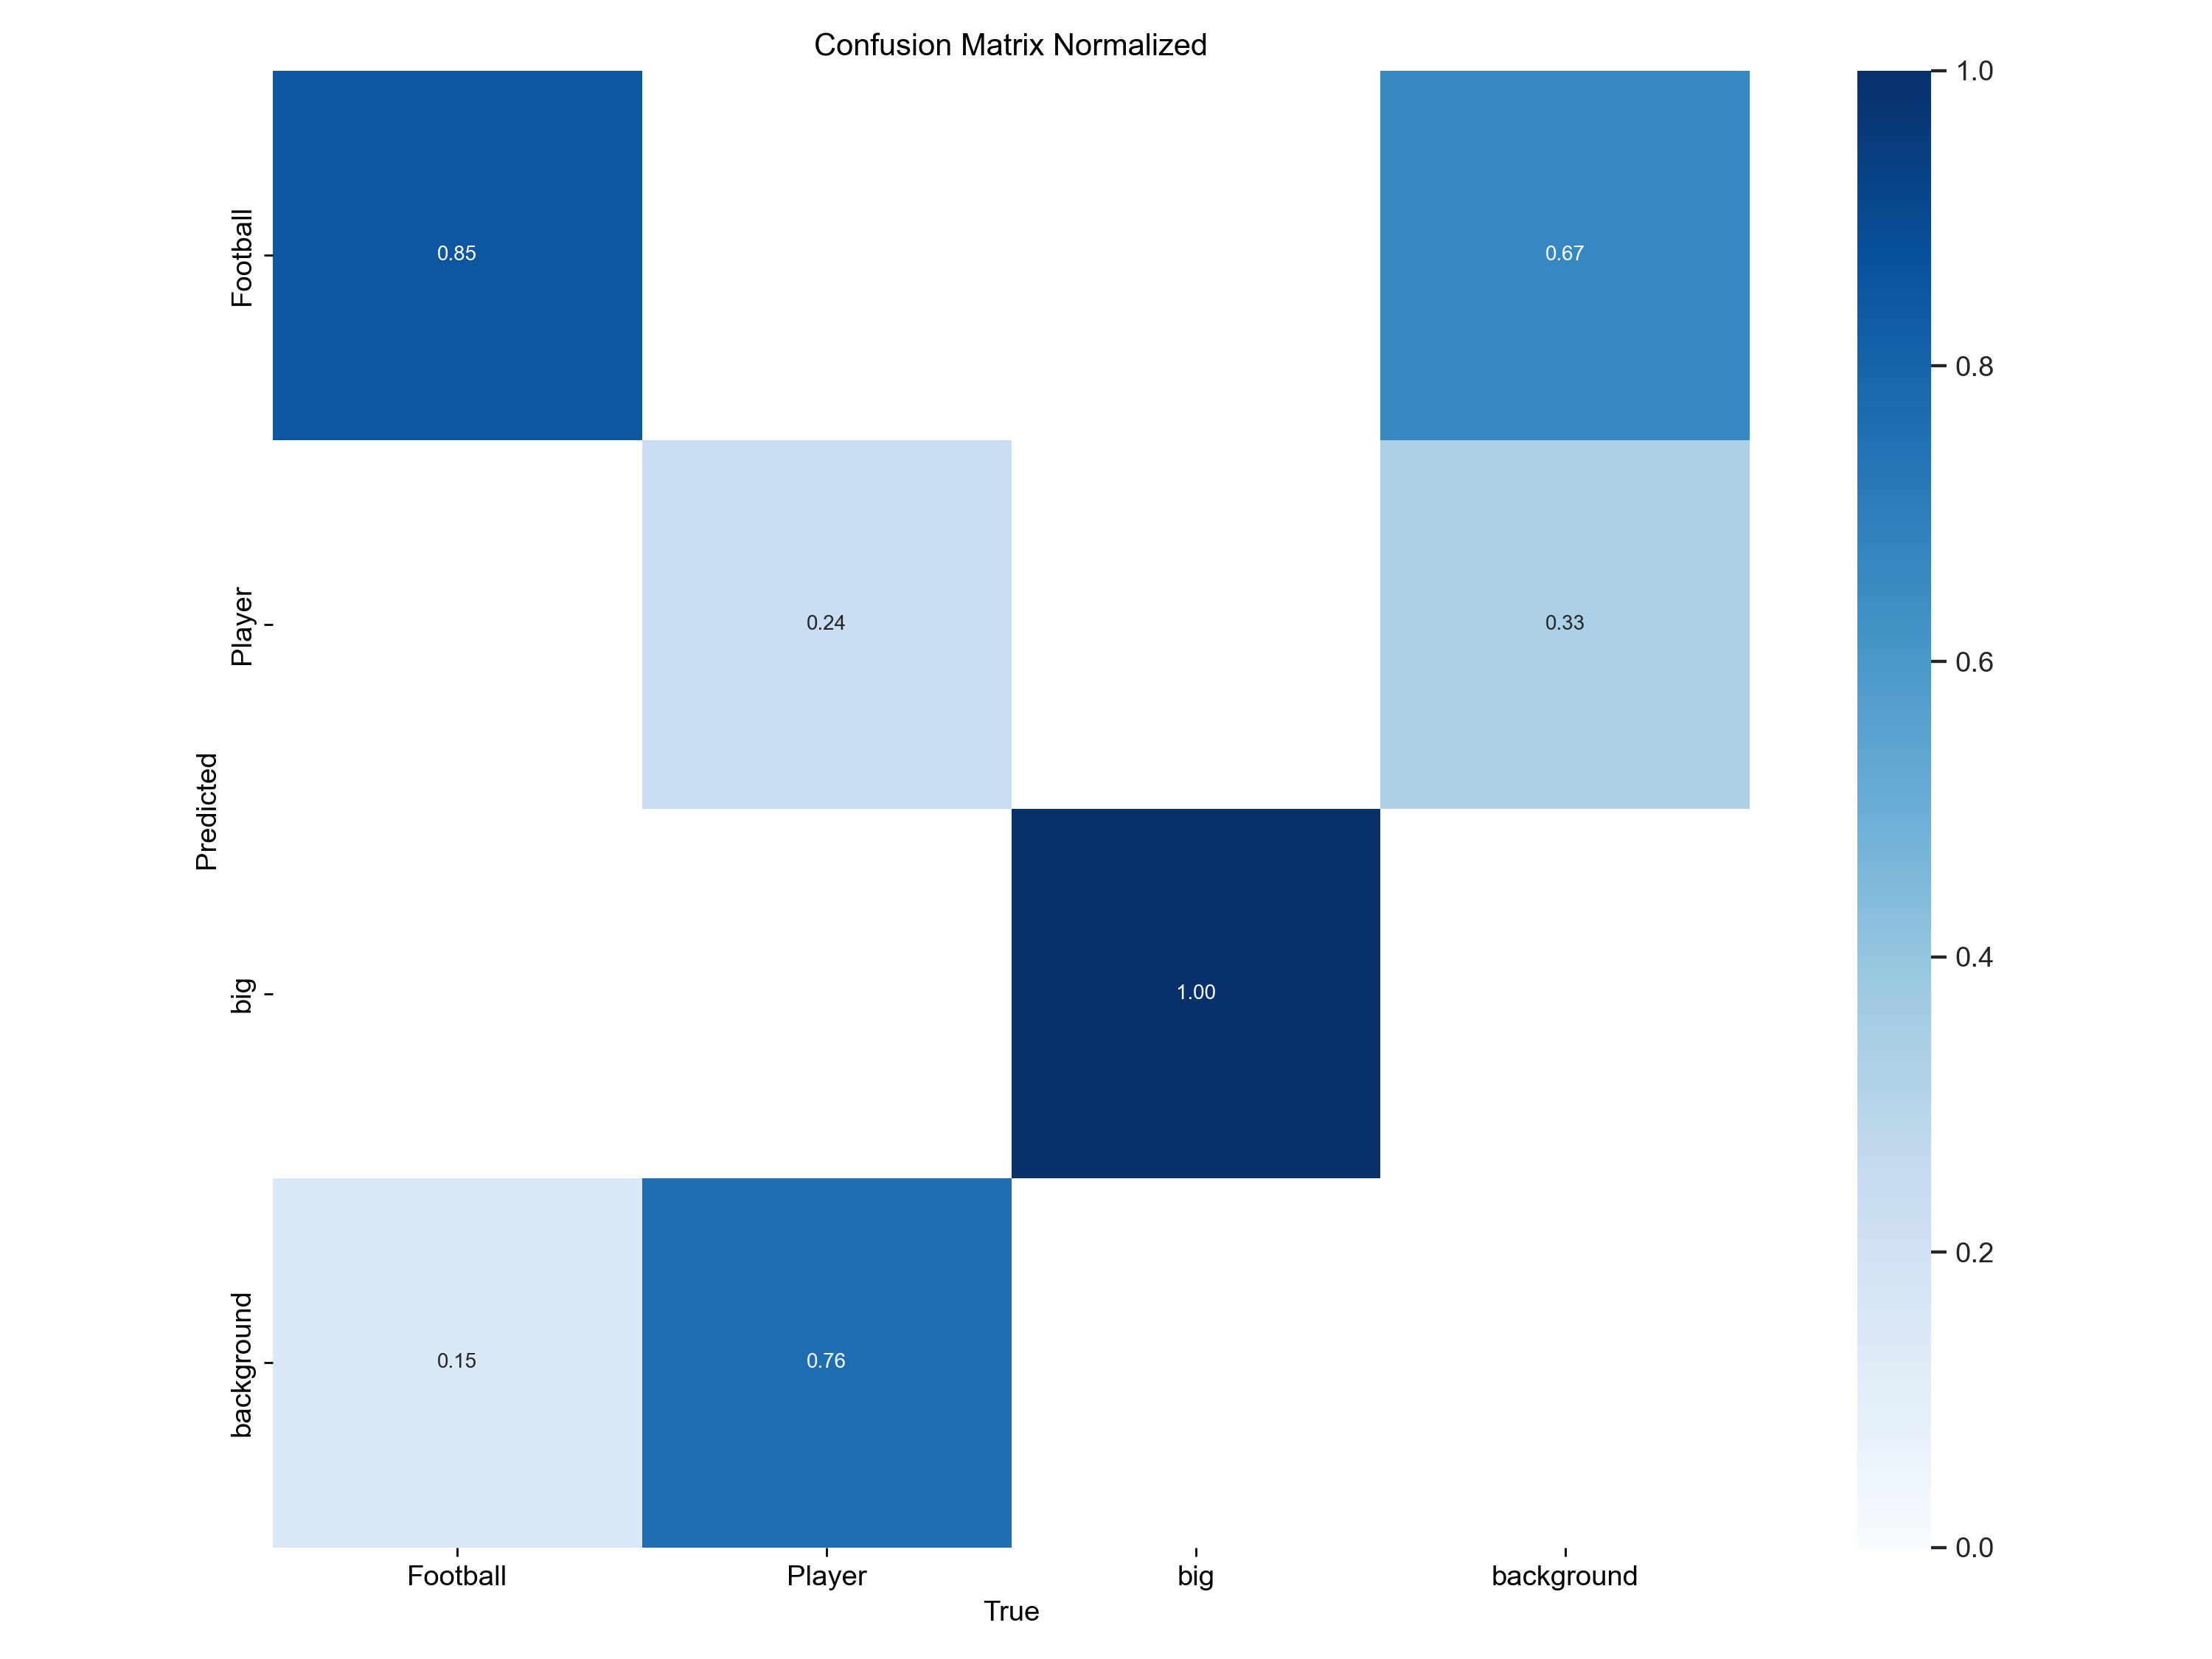 Confusion Matrix Normalized
Predicted
Football
0.85
0.67
Player
0.24
0.33
big
1.00
background
0.15
0.76
Football
Player
big
background
True
1.0
0.8
0.6
0.4
0.2
0.0